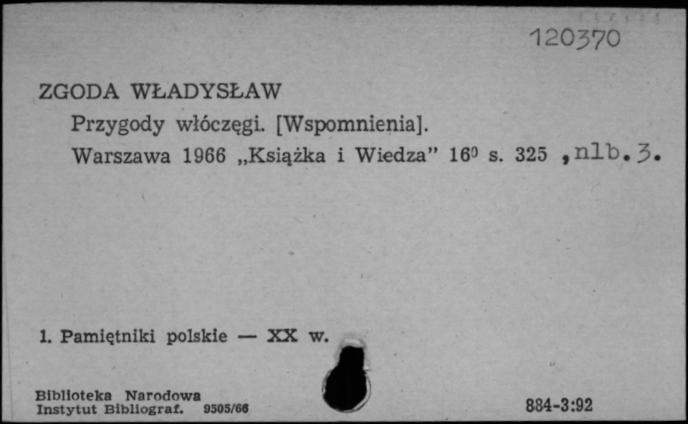 120370
ZGODA WŁADYSŁAW
Przygody włóczęgi. [Wspomnienia].
Warszawa 1966 „Książka i Wiedza” 16⁰ s. 325 , nlb. 3.
1. Pamiętniki polskie — XX w.
Biblioteka Narodowa
Instytut Bibliograf. 9505/66
884-3:92